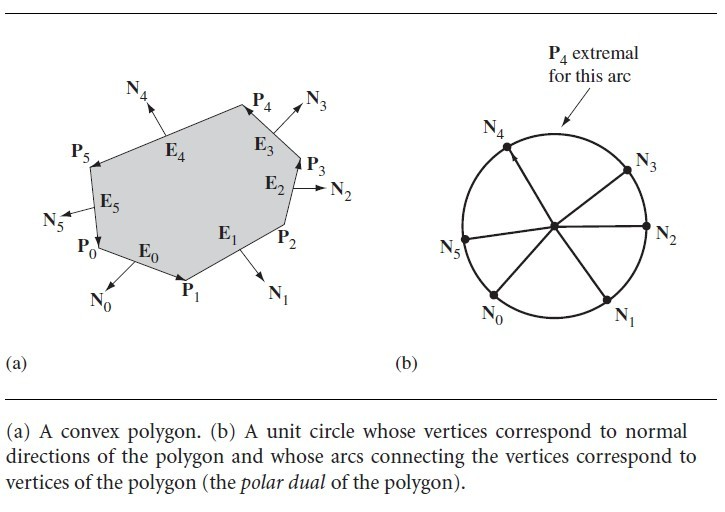 P4 extremal
for this arc
N4
P4
N3
P5
E4
E3
P3
E2
N2
E5
N5
P0
E0
E1
P2
N0
P1
N1
N4
N3
N5
N2
N0
N1
(a)
(b)
(a) A convex polygon. (b) A unit circle whose vertices correspond to normal
directions of the polygon and whose arcs connecting the vertices correspond to
vertices of the polygon (the polar dual of the polygon).